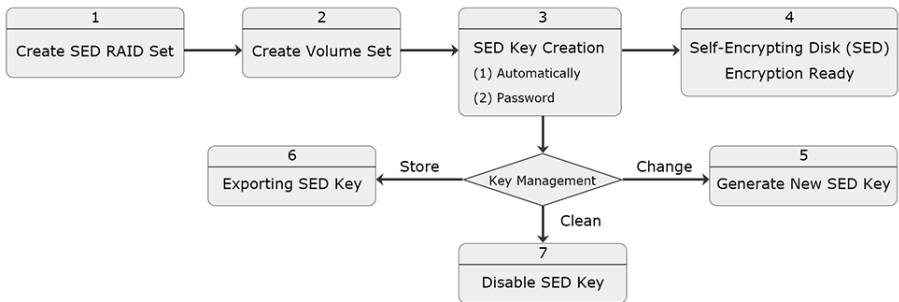 1
Create SED RAID Set
2
Create Volume Set
3
SED Key Creation
(1) Automatically
(2) Password
4
Self-Encrypting Disk (SED)
Encryption Ready
Key Management
Store
Change
Clean
5
Generate New SED Key
6
Exporting SED Key
7
Disable SED Key